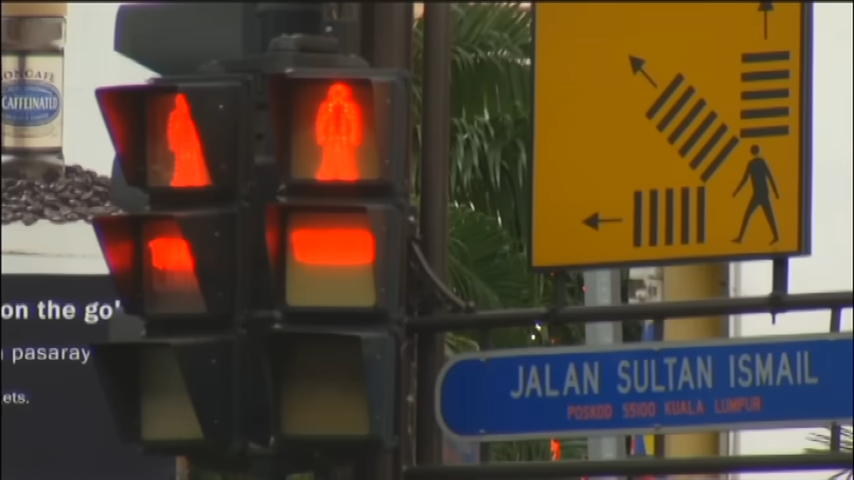 CAFFEINATED
on the go'
pasaray
ets.
JALAN SULTAN ISMAIL
POSKOD 55100 KUALA LUMPUR